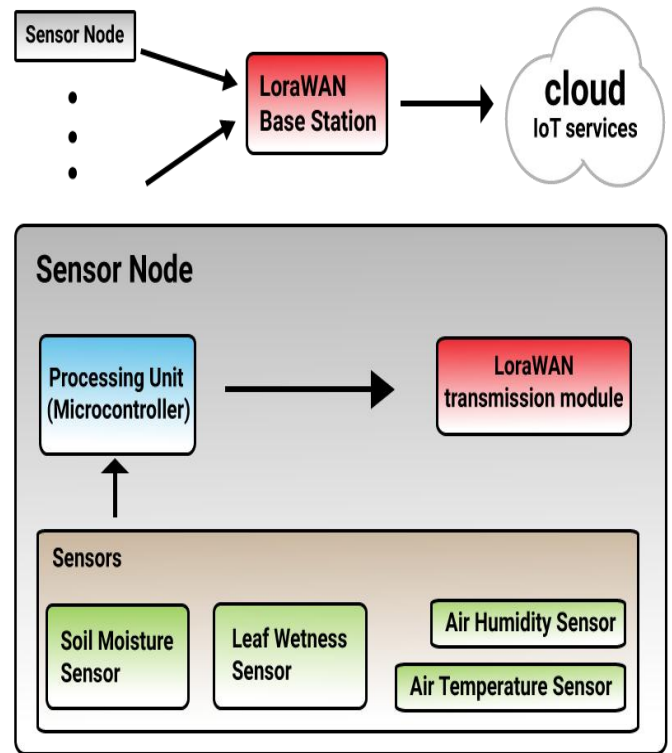 Sensor Node
LoraWAN
Base Station
cloud
IoT services
Sensor Node
Processing Unit
(Microcontroller)
LoraWAN
transmission module
Sensors
Soil Moisture
Sensor
Leaf Wetness
Sensor
Air Humidity Sensor
Air Temperature Sensor